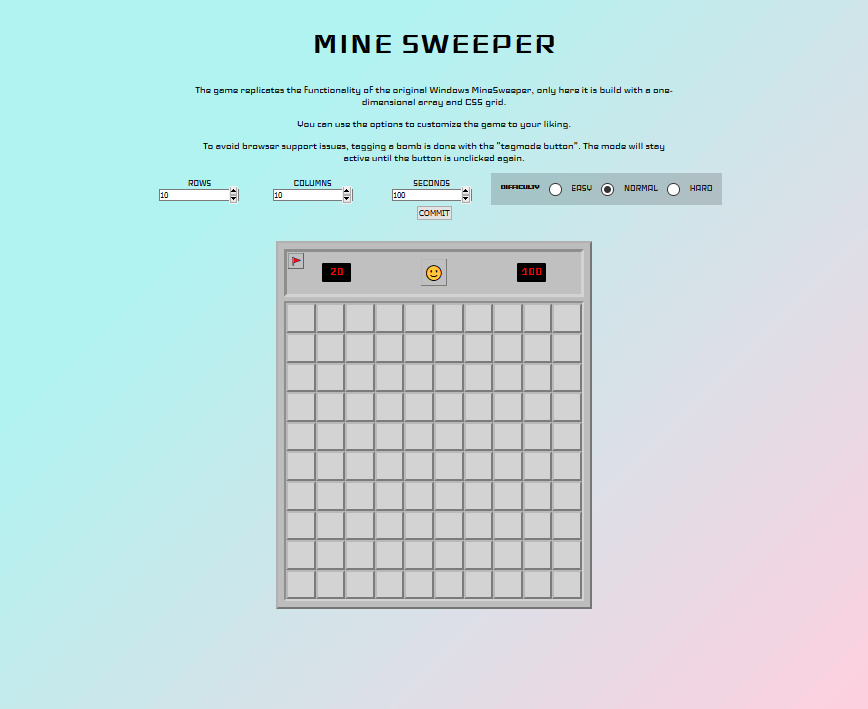 MINE SWEEPER
The game replicates the functionality of the original Windows MineSweeper, only here it is build with a one-
dimensional array and CSS grid.
You can use the options to customize the game to your liking.
To avoid browser support issues, tagging a bomb is done with the "tagmode button". The mode will stay
active until the button is unclicked again.
ROWS COLUMNS SECONDS DIFFICULTY EASY NORMAL HARD
10 10 100
COMMIT
20 100